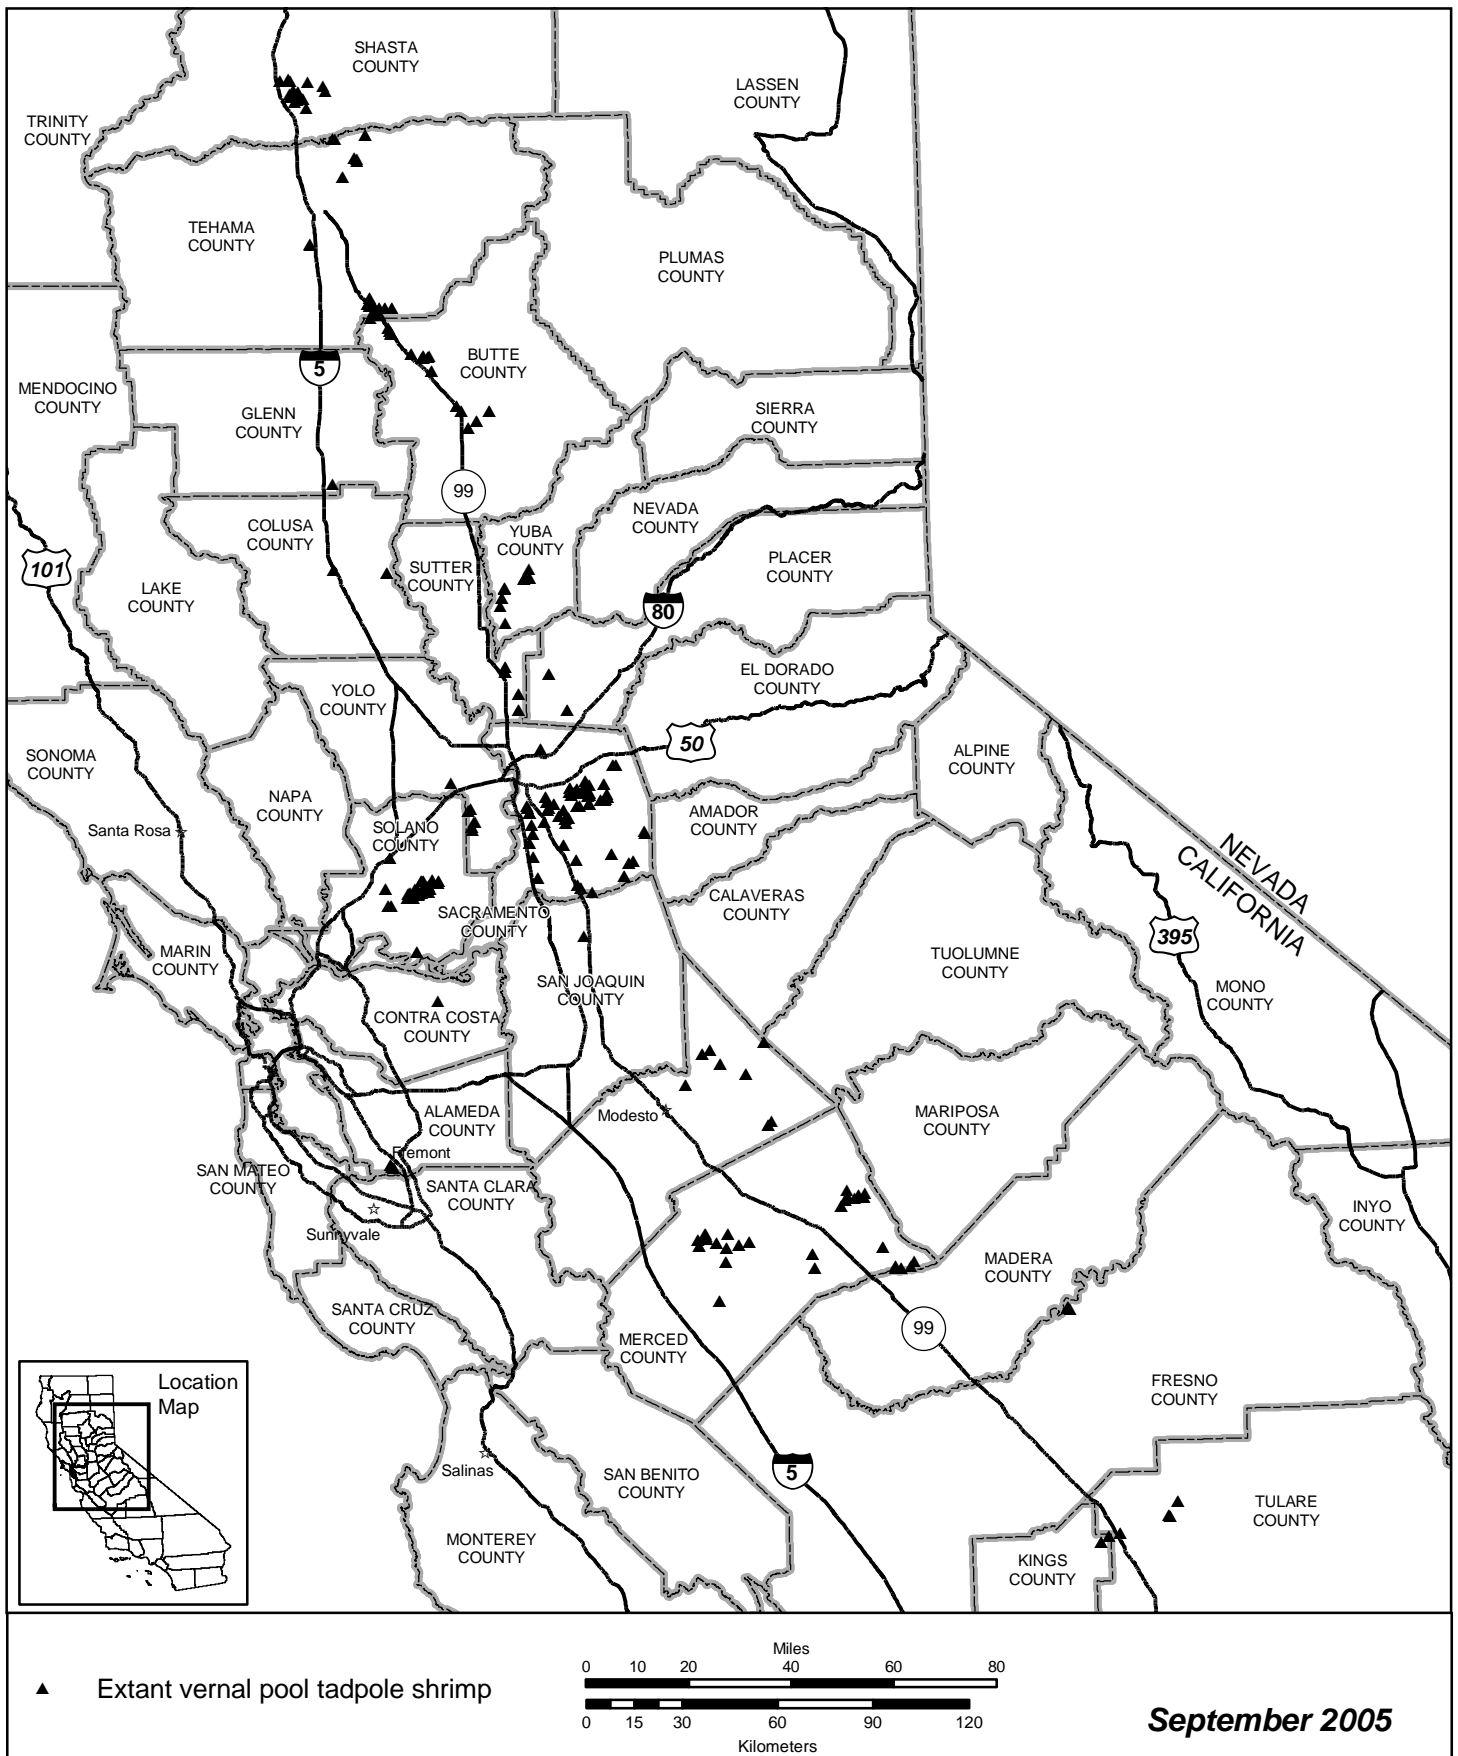 SHASTA
COUNTY
LASSEN
COUNTY
TRINITY
COUNTY
TEHAMA
COUNTY
PLUMAS
COUNTY
BUTTE
COUNTY
5
MENDOCINO
COUNTY
GLENN
COUNTY
SIERRA
COUNTY
99
NEVADA
COUNTY
COLUSA
COUNTY
YUBA
COUNTY
SUTTER
COUNTY
PLACER
COUNTY
101
LAKE
COUNTY
80
EL DORADO
COUNTY
YOLO
COUNTY
50
SONOMA
COUNTY
ALPINE
COUNTY
NAPA
COUNTY
AMADOR
COUNTY
Santa Rosa
SOLANO
COUNTY
NEVADA
CALIFORNIA
CALAVERAS
COUNTY
SACRAMENTO
COUNTY
395
MARIN
COUNTY
TUOLUMNE
COUNTY
SAN JOAQUIN
COUNTY
MONO
COUNTY
CONTRA COSTA
COUNTY
ALAMEDA
COUNTY
Modesto
MARIPOSA
COUNTY
Fremont
SAN MATEO
COUNTY
SANTA CLARA
COUNTY
INYO
COUNTY
Sunnyvale
MADERA
COUNTY
SANTA CRUZ
COUNTY
99
MERCED
COUNTY
FRESNO
COUNTY
Location
Map
Salinas
SAN BENITO
COUNTY
5
TULARE
COUNTY
MONTEREY
COUNTY
KINGS
COUNTY
Miles
0 10 20 40 60 80
Extant vernal pool tadpole shrimp
0 15 30 60 90 120
Kilometers
September 2005